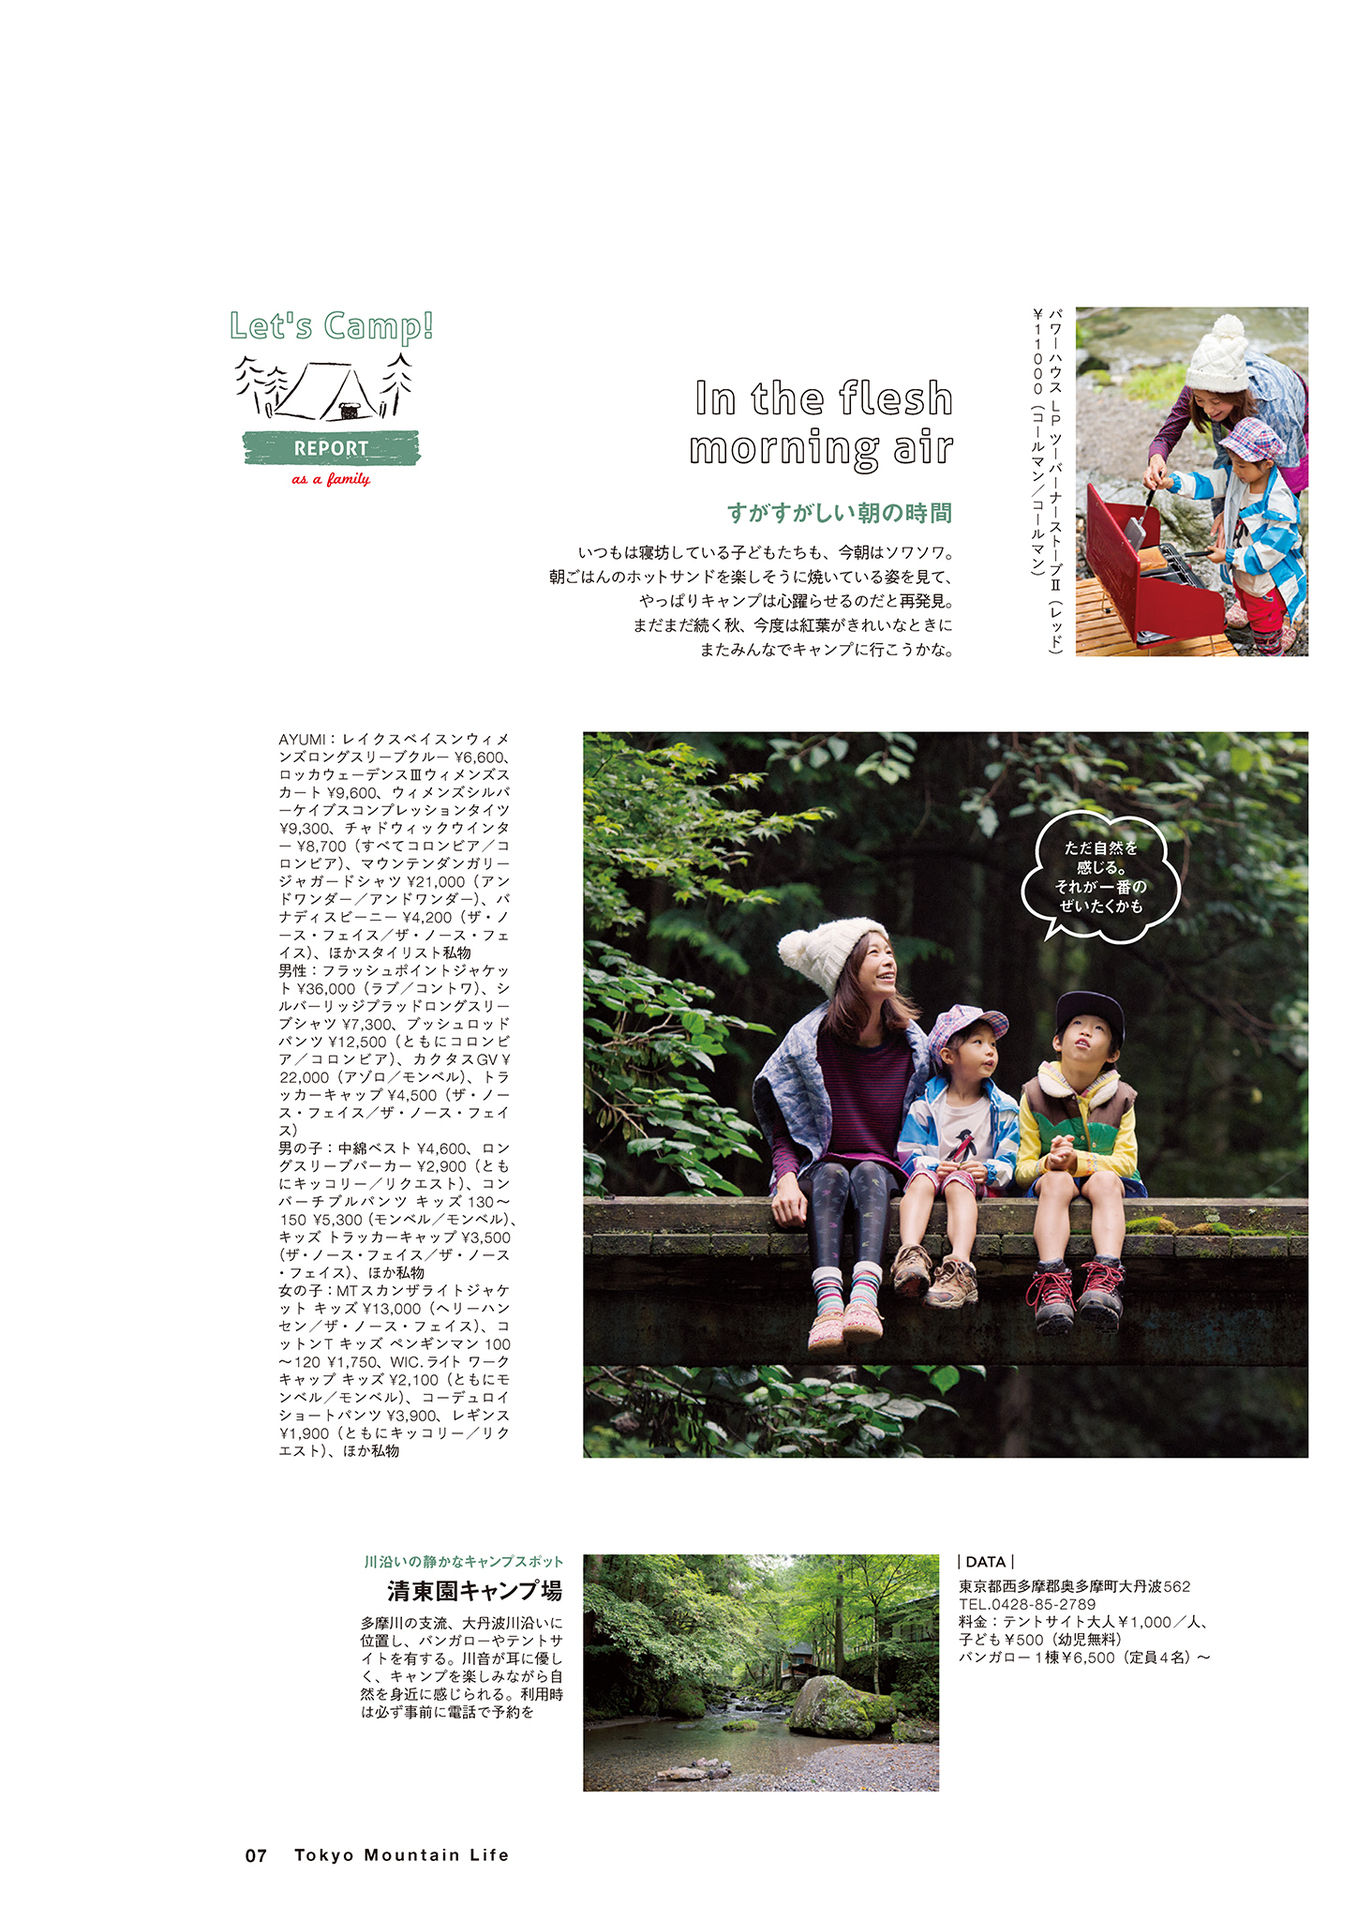 Let's Camp!
REPORT
as a family
In the flesh
morning air
すがすがしい朝の時間
いつもは寝坊している子どもたちも、今朝はソワソワ。
朝ごはんのホットサンドを楽しそうに焼いている姿を見て、
やっぱりキャンプは心躍らせるのだと再発見。
まだまだ続く秋、今度は紅葉がきれいなときに
またみんなでキャンプに行こうかな。
パワーハウス LP ツーバーナーストーブⅡ（レッド）
￥11000（コールマン／コールマン）
AYUMI：レイクスベイスンウィメ
ンズロングスリーブクルー ¥6,600、
ロッカウェーデンスⅢウィメンズス
カート ¥9,600、ウィメンズシルバ
ーケイプスコンプレッションタイツ
¥9,300、チャドウィックウインタ
ー ¥8,700（すべてコロンビア／コ
ロンビア）、マウンテンダンガリー
ジャガードシャツ ¥21,000（アン
ドワンダー／アンドワンダー）、バ
ナディスビーニー ¥4,200（ザ・ノ
ース・フェイス／ザ・ノース・フェ
イス）、ほかスタイリスト私物
男性：フラッシュポイントジャケッ
ト ¥36,000（ラブ／コントワ）、シ
ルバーリッジプラッドロングスリー
ブシャツ ¥7,300、ブッシュロッド
パンツ ¥12,500（ともにコロンビ
ア／コロンビア）、カクタスGV ¥
22,000（アゾロ／モンベル）、トラ
ッカーキャップ ¥4,500（ザ・ノー
ス・フェイス／ザ・ノース・フェイ
ス）
男の子：中綿ベスト ¥4,600、ロン
グスリーブパーカー ¥2,900（とも
にキッコリー／リクエスト）、コン
バーチブルパンツ キッズ 130～
150 ¥5,300（モンベル／モンベル）、
キッズ トラッカーキャップ ¥3,500
（ザ・ノース・フェイス／ザ・ノース
・フェイス）、ほか私物
女の子：MTスカンザライトジャケ
ット キッズ ¥13,000（ヘリーハン
セン／ザ・ノース・フェイス）、コ
ットンT キッズ ペンギンマン 100
～120 ¥1,750、WIC.ライト ワーク
キャップ キッズ ¥2,100（ともにモ
ンベル／モンベル）、コーデュロイ
ショートパンツ ¥3,900、レギンス
¥1,900（ともにキッコリー／リク
エスト）、ほか私物
ただ自然を
感じる。
それが一番の
ぜいたくかも
川沿いの静かなキャンプスポット
清東園キャンプ場
多摩川の支流、大丹波川沿いに
位置し、バンガローやテントサ
イトを有する。川音が耳に優し
く、キャンプを楽しみながら自
然を身近に感じられる。利用時
は必ず事前に電話で予約を
| DATA |
東京都西多摩郡奥多摩町大丹波562
TEL.0428-85-2789
料金：テントサイト大人￥1,000／人、
子ども￥500（幼児無料）
バンガロー1棟￥6,500（定員4名）～
07 Tokyo Mountain Life